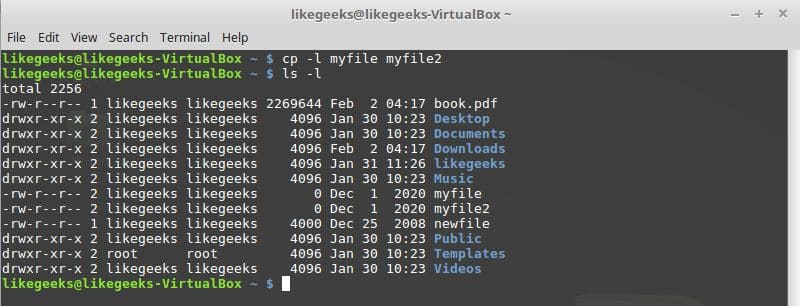 likegeeks@likegeeks-VirtualBox ~
File Edit View Search Terminal Help
likegeeks@likegeeks-VirtualBox ~ $ cp -l myfile myfile2
likegeeks@likegeeks-VirtualBox ~ $ ls -l
total 2256
-rw-r--r-- 1 likegeeks likegeeks 2269644 Feb  2 04:17 book.pdf
drwxr-xr-x 2 likegeeks likegeeks    4096 Jan 30 10:23 Desktop
drwxr-xr-x 2 likegeeks likegeeks    4096 Jan 30 10:23 Documents
drwxr-xr-x 2 likegeeks likegeeks    4096 Feb  2 04:17 Downloads
drwxr-xr-x 2 likegeeks likegeeks    4096 Jan 31 11:26 likegeeks
drwxr-xr-x 2 likegeeks likegeeks    4096 Jan 30 10:23 Music
-rw-r--r-- 2 likegeeks likegeeks       0 Dec  1  2020 myfile
-rw-r--r-- 2 likegeeks likegeeks       0 Dec  1  2020 myfile2
-rw-r--r-- 1 likegeeks likegeeks    4000 Dec 25  2008 newfile
drwxr-xr-x 2 likegeeks likegeeks    4096 Jan 30 10:23 Public
drwxr-xr-x 2 root      root         4096 Jan 30 10:23 Templates
drwxr-xr-x 2 likegeeks likegeeks    4096 Jan 30 10:23 Videos
likegeeks@likegeeks-VirtualBox ~ $